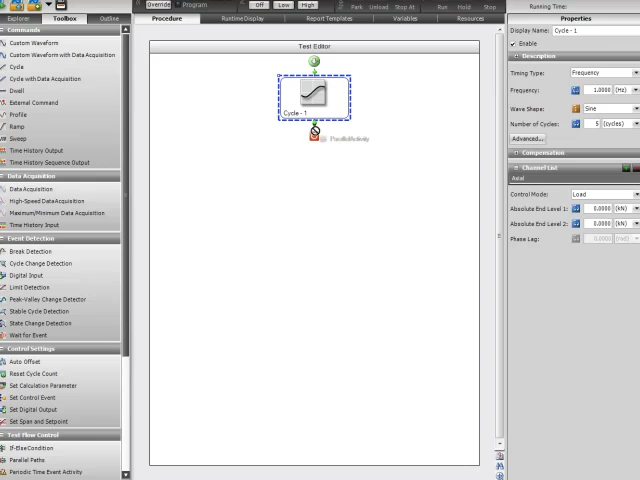 Override
Program
Off
Low
High
Park
Unload
Stop At
Run
Hold
Stop
Running Time:
Explorer
Toolbox
Outline
Procedure
Runtime Display
Report Templates
Variables
Resources
Commands
Custom Waveform
Custom Waveform with Data Acquisition
Cycle
Cycle with Data Acquisition
Dwell
External Command
Profile
Ramp
Sweep
Time History Output
Time History Sequence Output
Data Acquisition
Data Acquisition
High-Speed Data Acquisition
Maximum/Minimum Data Acquisition
Time History Input
Event Detection
Break Detection
Cycle Change Detection
Digital Input
Limit Detection
Peak-Valley Change Detector
Stable Cycle Detection
State Change Detection
Wait for Event
Control Settings
Auto Offset
Reset Cycle Count
Set Calculation Parameter
Set Control Event
Set Digital Output
Set Span and Setpoint
Test Flow Control
If-Else Condition
Parallel Paths
Periodic Time Event Activity
Test Editor
Cycle - 1
ParallelActivity
Properties
Display Name: Cycle - 1
Enable
Description
Timing Type: Frequency
Frequency: 1.0000 (Hz)
Wave Shape: Sine
Number of Cycles: 5 (cycles)
Advanced...
Compensation
Channel List
Axial
Control Mode: Load
Absolute End Level 1: 0.0000 (kN)
Absolute End Level 2: 0.0000 (kN)
Phase Lag: 0.0000 (rad)